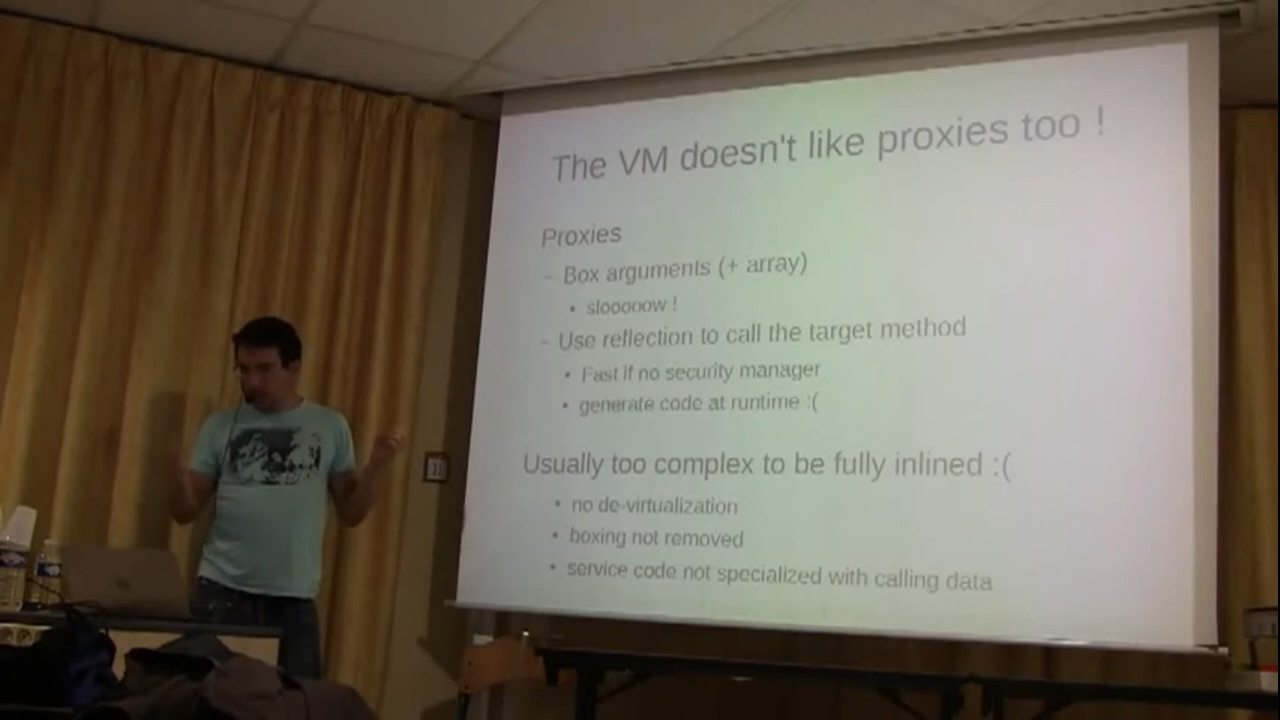 The VM doesn't like proxies too !
Proxies
– Box arguments (+ array)
• slooooow !
– Use reflection to call the target method
• Fast if no security manager
• generate code at runtime :(
Usually too complex to be fully inlined :(
• no de-virtualization
• boxing not removed
• service code not specialized with calling data